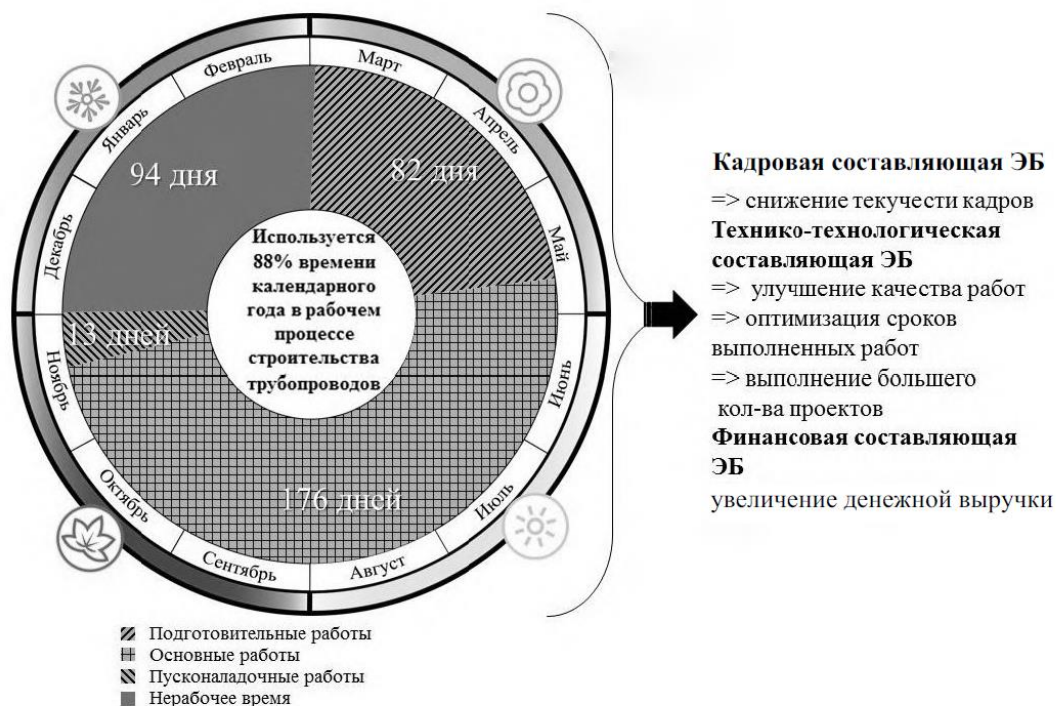 Февраль
Март
Январь
Апрель
94 дня
82 дня
Декабрь
Май
Используется
88% времени
календарного
года в рабочем
процессе
строительства
трубопроводов
13 дней
Ноябрь
Июнь
176 дней
Октябрь
Июль
Сентябрь
Август
Подготовительные работы
Основные работы
Пусконаладочные работы
Нерабочее время
Кадровая составляющая ЭБ
=> снижение текучести кадров
Технико-технологическая
составляющая ЭБ
=> улучшение качества работ
=> оптимизация сроков
выполненных работ
=> выполнение большего
кол-ва проектов
Финансовая составляющая
ЭБ
увеличение денежной выручки